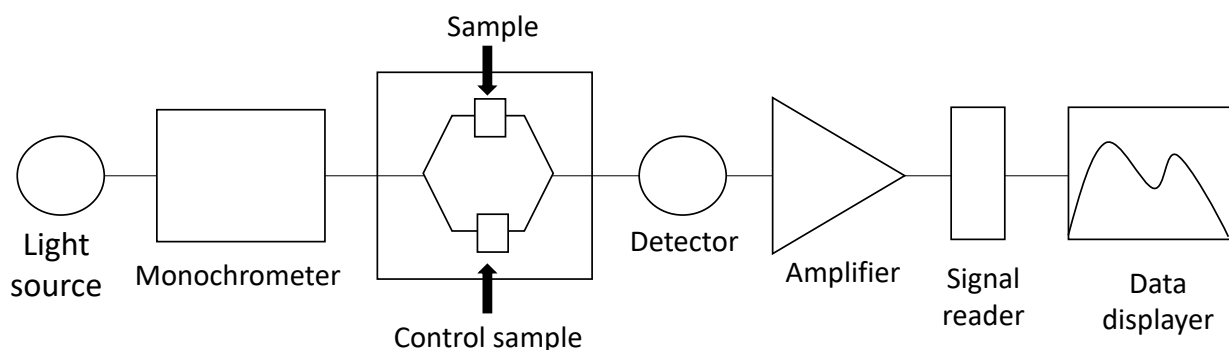 Sample
Light
source
Monochrometer
Control sample
Detector
Amplifier
Signal
reader
Data
displayer